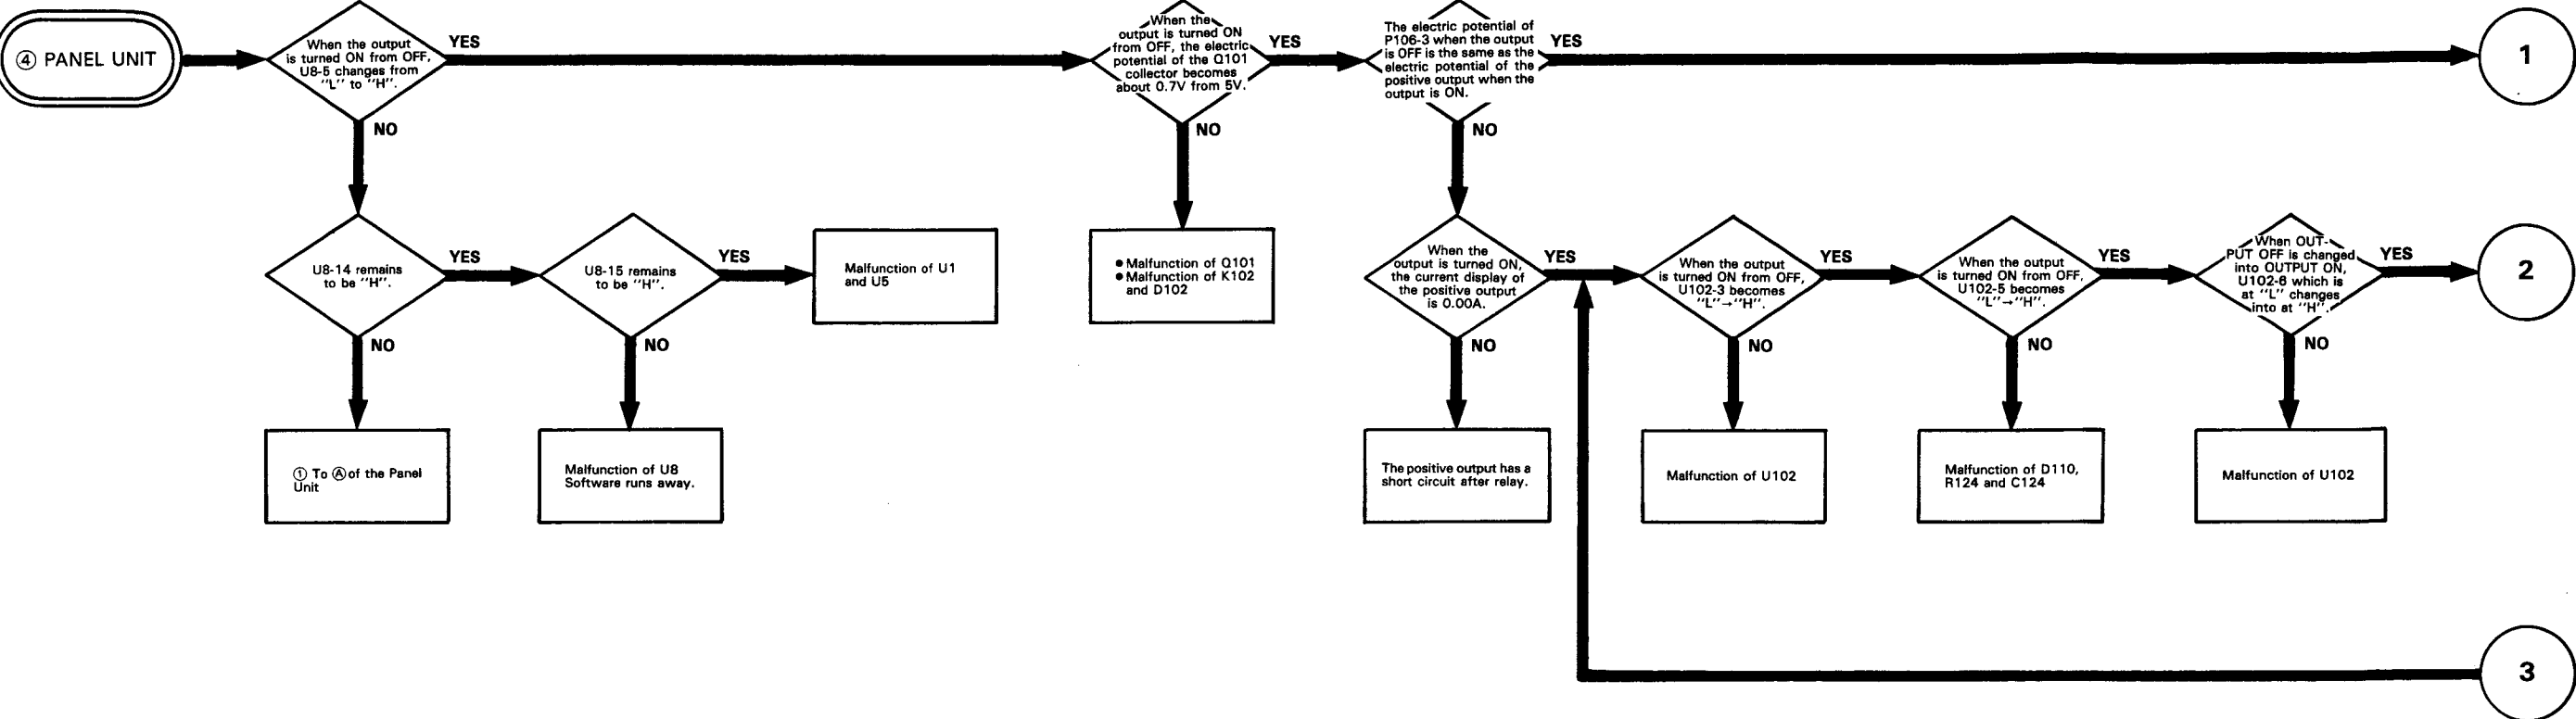 ④ PANEL UNIT
When the output
is turned ON from OFF,
U8-5 changes from
"L" to "H".
YES
NO
When the
output is turned ON
from OFF, the electric
potential of the Q101
collector becomes
about 0.7V from 5V.
YES
NO
The electric potential of
P106-3 when the output
is OFF is the same as the
electric potential of the
positive output when the
output is ON.
YES
NO
1
U8-14 remains
to be "H".
YES
NO
U8-15 remains
to be "H".
YES
NO
Malfunction of U1
and U5
● Malfunction of Q101
● Malfunction of K102
and D102
When the
output is turned ON,
the current display of
the positive output
is 0.00A.
YES
NO
When the output
is turned ON from OFF,
U102-3 becomes
"L"→"H".
YES
NO
When the output
is turned ON from OFF,
U102-5 becomes
"L"→"H".
YES
NO
When OUT-
PUT OFF is changed
into OUTPUT ON,
U102-6 which is
at "L" changes
into at "H".
YES
NO
2
① To Ⓐ of the Panel
Unit
Malfunction of U8
Software runs away.
The positive output has a
short circuit after relay.
Malfunction of U102
Malfunction of D110,
R124 and C124
Malfunction of U102
3